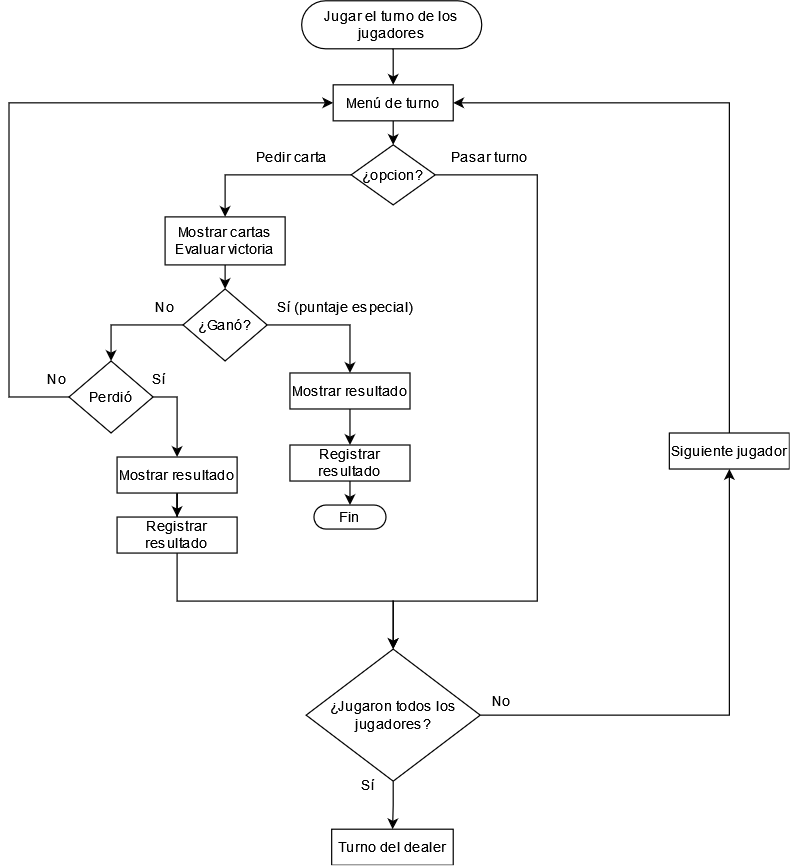 Jugar el turno de los
jugadores
Menú de turno
Pedir carta
¿opcion?
Pasar turno
Mostrar cartas
Evaluar victoria
No
¿Ganó?
Sí (puntaje especial)
No
Perdió
Sí
Mostrar resultado
Registrar
resultado
Fin
Mostrar resultado
Registrar
resultado
Siguiente jugador
¿Jugaron todos los
jugadores?
No
Sí
Turno del dealer